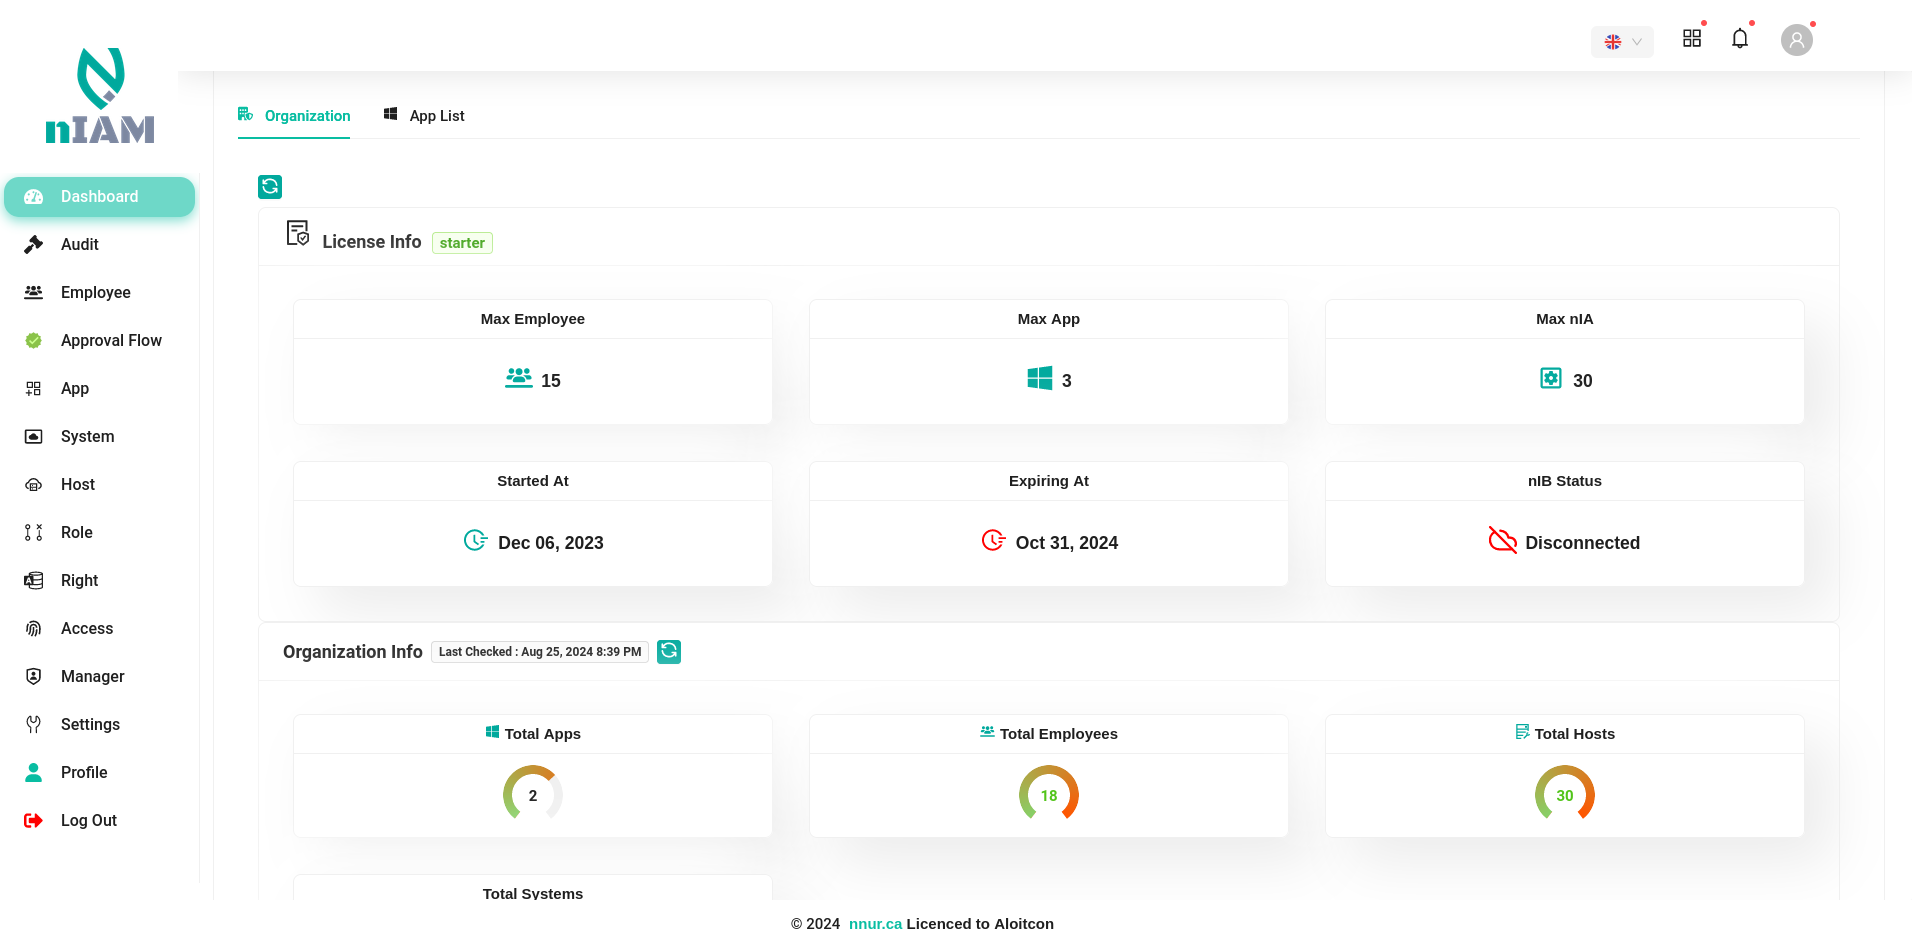 nIAM
Dashboard
Audit
Employee
Approval Flow
App
System
Host
Role
Right
Access
Manager
Settings
Profile
Log Out
Organization
App List
License Info starter
Max Employee
15
Max App
3
Max nIA
30
Started At
Dec 06, 2023
Expiring At
Oct 31, 2024
nIB Status
Disconnected
Organization Info Last Checked : Aug 25, 2024 8:39 PM
Total Apps
2
Total Employees
18
Total Hosts
30
Total Systems
© 2024 nnur.ca Licenced to Aloitcon